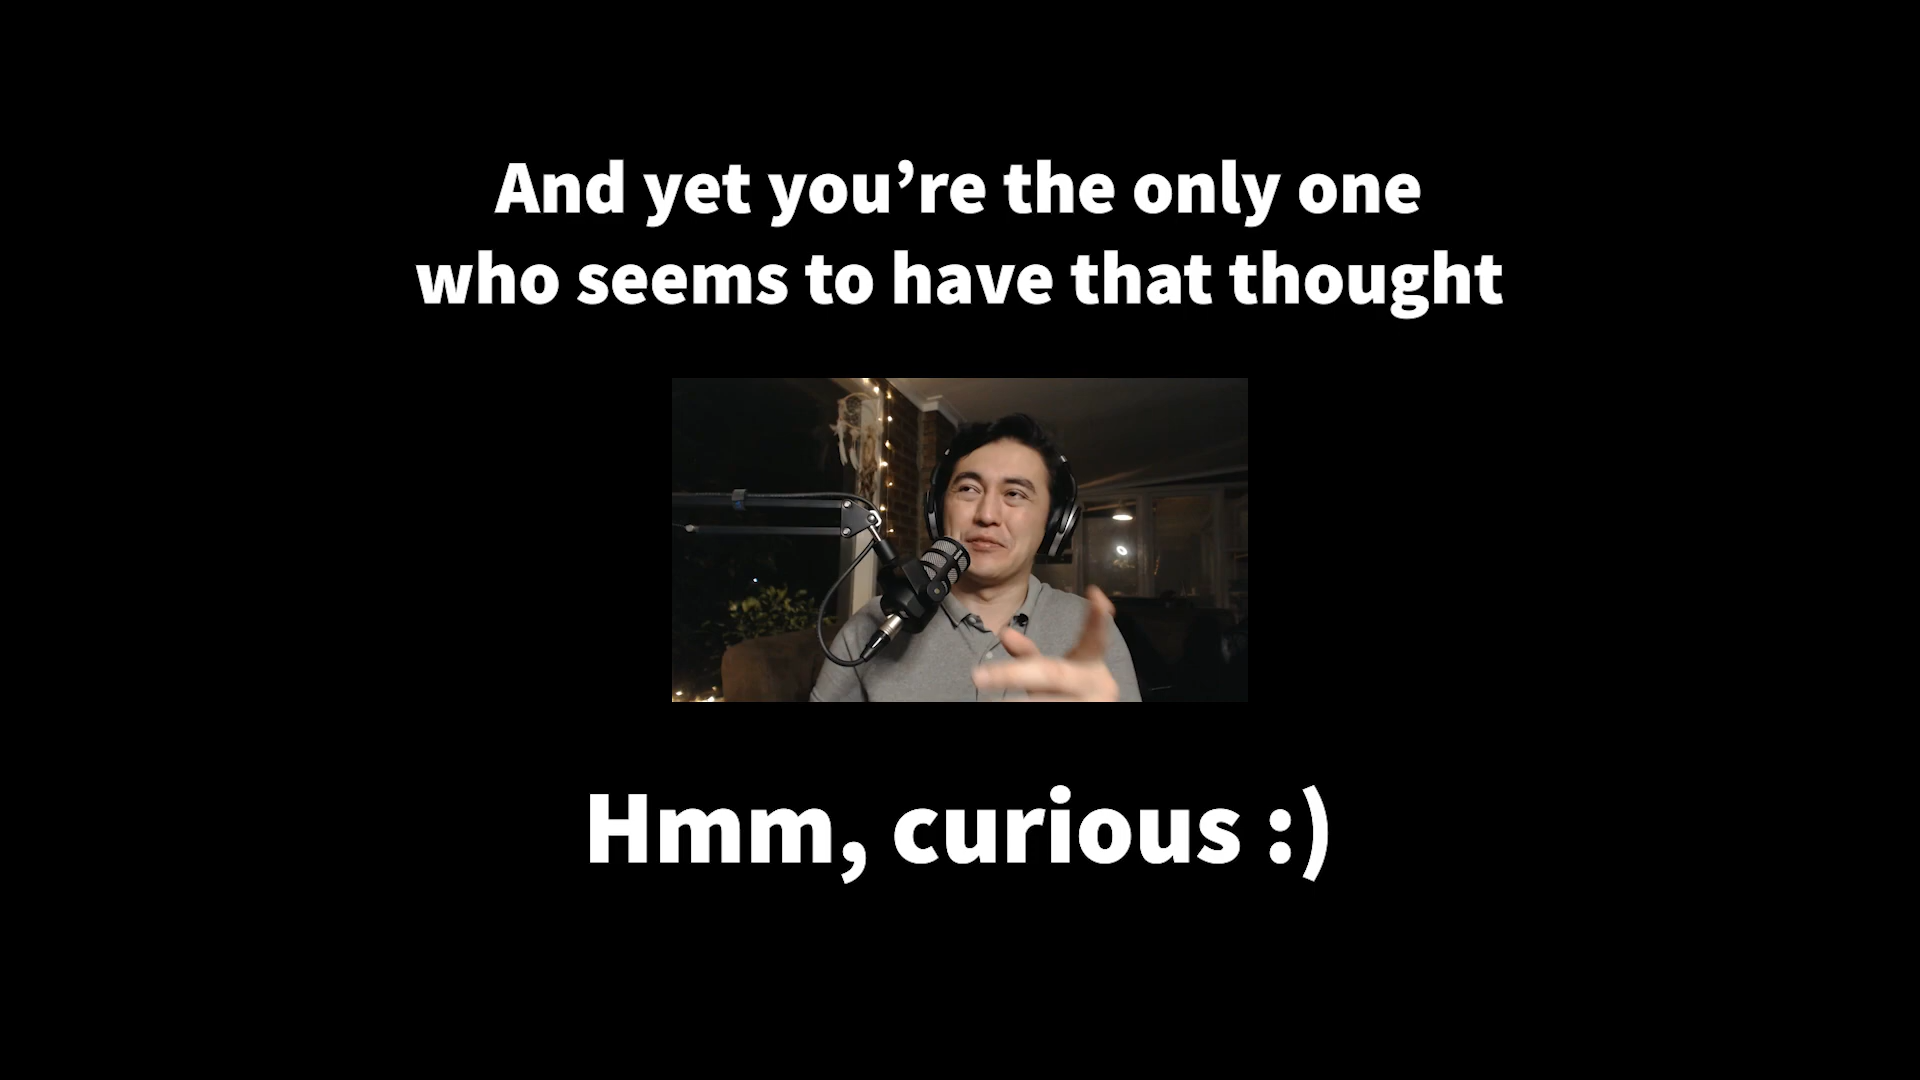 And yet you’re the only one
who seems to have that thought
Hmm, curious :)